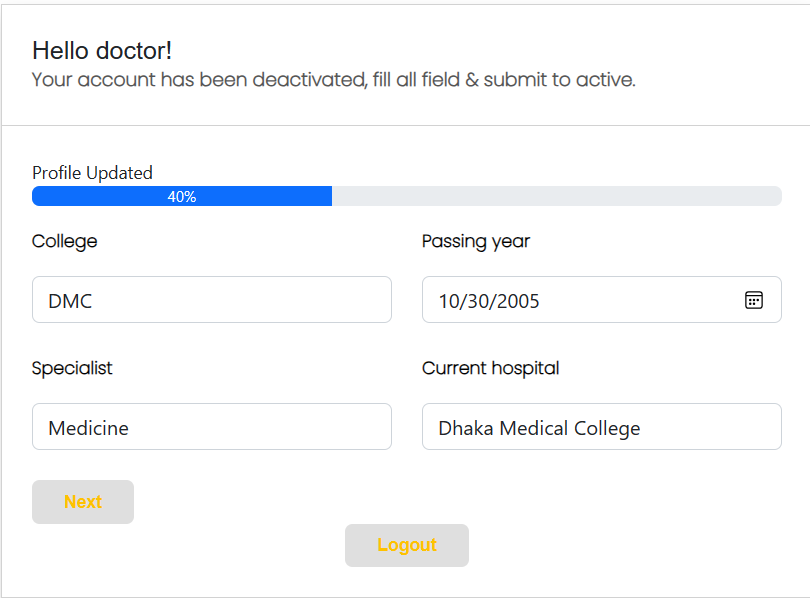 Hello doctor!
Your account has been deactivated, fill all field & submit to active.
Profile Updated
40%
College
Passing year
DMC
10/30/2005
Specialist
Current hospital
Medicine
Dhaka Medical College
Next
Logout